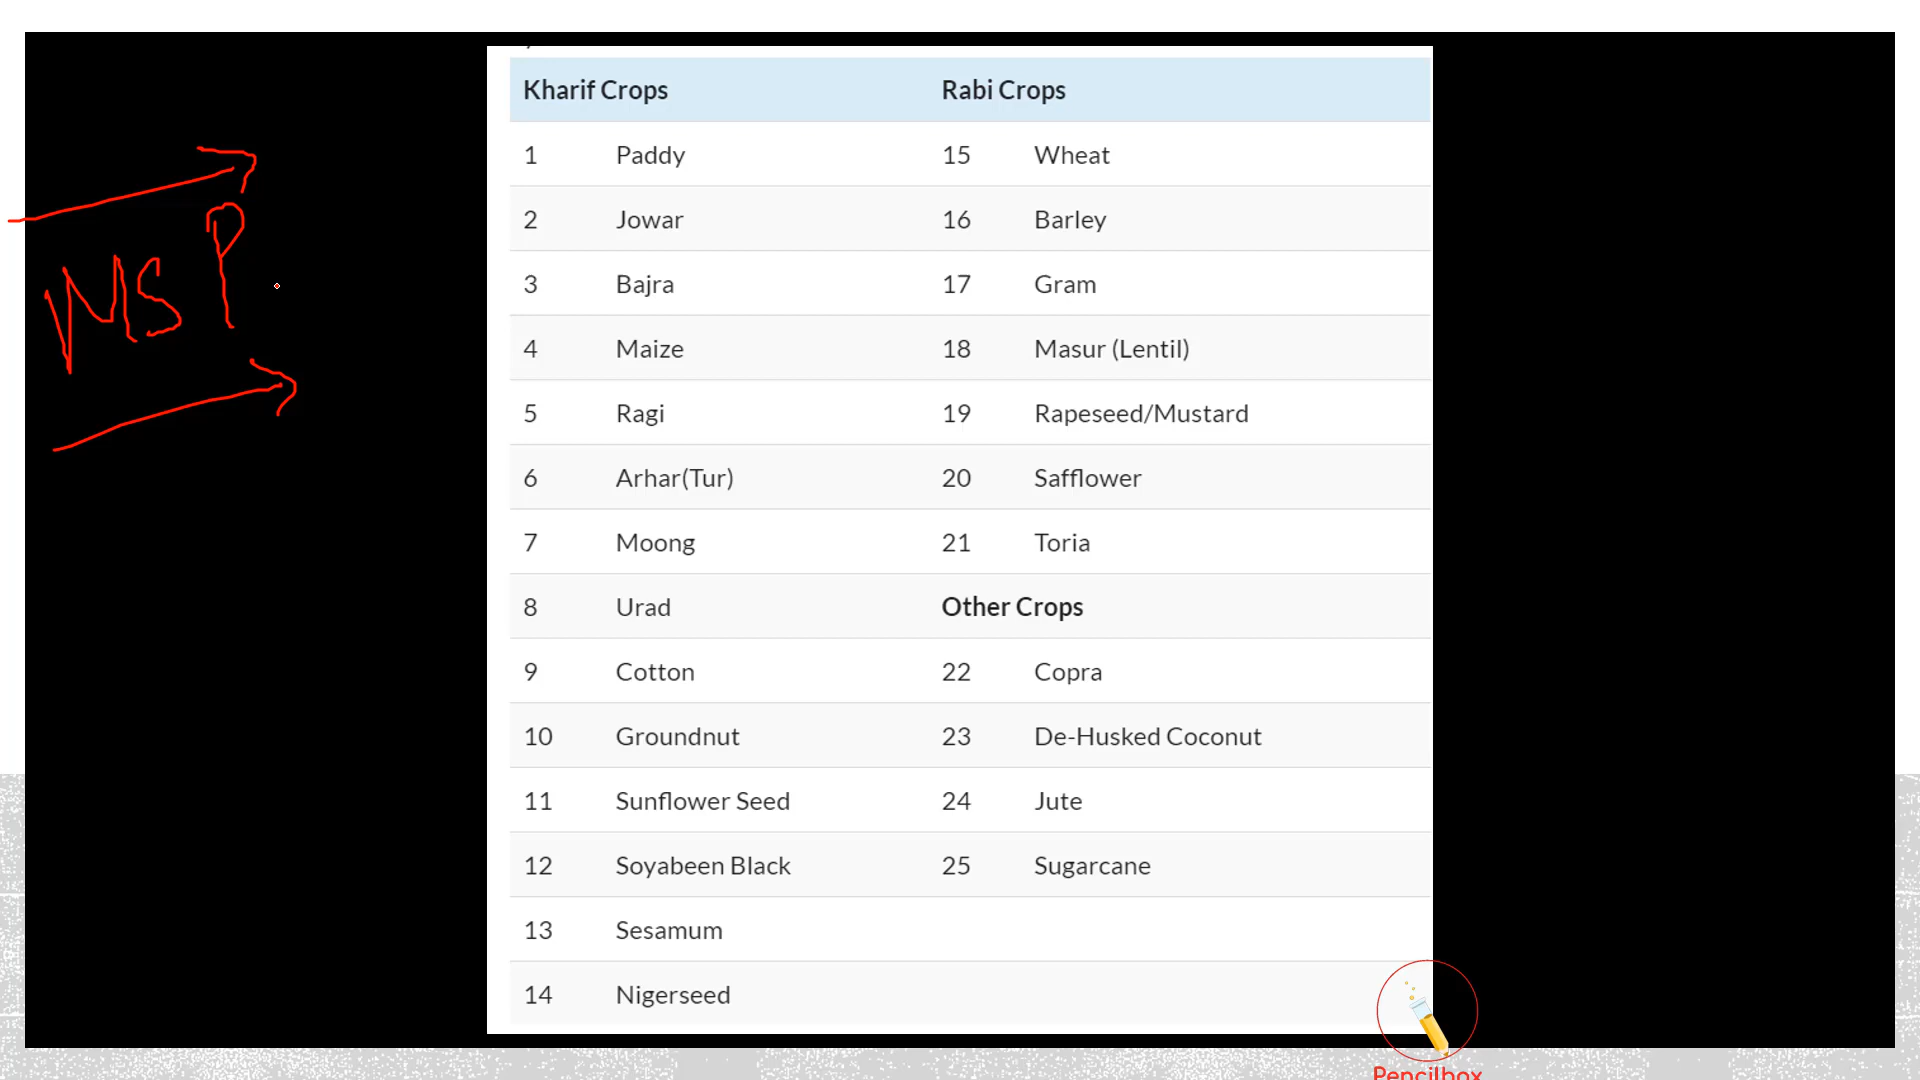 MSP
Kharif Crops Rabi Crops
1 Paddy 15 Wheat
2 Jowar 16 Barley
3 Bajra 17 Gram
4 Maize 18 Masur (Lentil)
5 Ragi 19 Rapeseed/Mustard
6 Arhar(Tur) 20 Safflower
7 Moong 21 Toria
8 Urad Other Crops
9 Cotton 22 Copra
10 Groundnut 23 De-Husked Coconut
11 Sunflower Seed 24 Jute
12 Soyabeen Black 25 Sugarcane
13 Sesamum
14 Nigerseed
Pencilbox